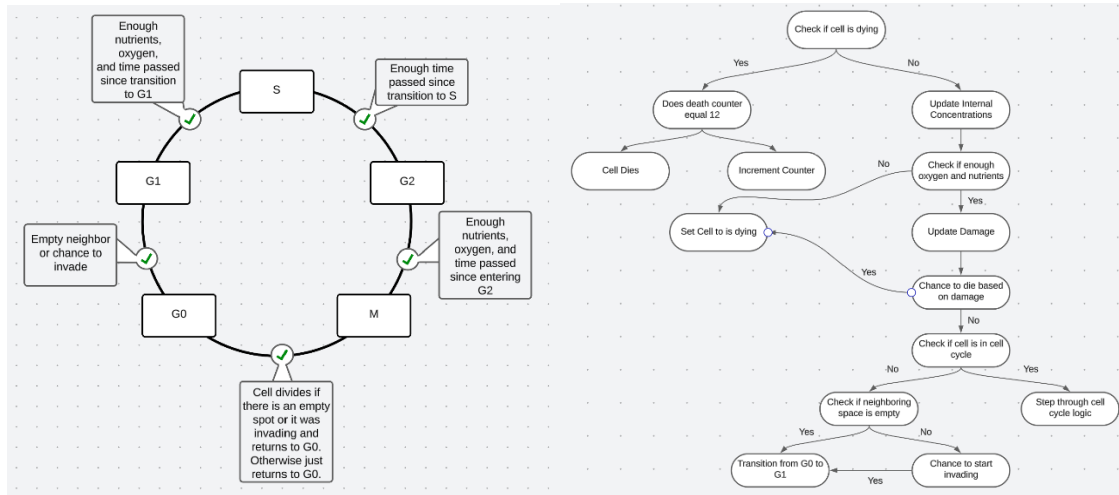 Enough
nutrients,
oxygen,
and time passed
since transition
to G1
S
Enough time
passed since
transition to S
G1
G2
Empty neighbor
or chance to
invade
Enough
nutrients,
oxygen, and
time passed
since entering
G2
G0
M
Cell divides if
there is an empty
spot or it was
invading and
returns to G0.
Otherwise just
returns to G0.
Check if cell is dying
Yes
No
Does death counter
equal 12
Update Internal
Concentrations
Cell Dies
Increment Counter
No
Check if enough
oxygen and nutrients
Yes
Set Cell to is dying
Update Damage
Yes
Chance to die based
on damage
No
Check if cell is in cell
cycle
No
Yes
Check if neighboring
space is empty
Step through cell
cycle logic
Yes
No
Transition from G0 to
G1
Yes
Chance to start
invading